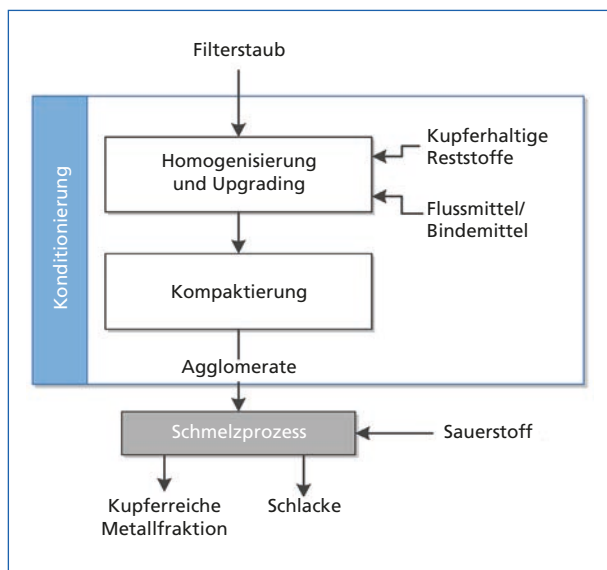 Filterstaub
Konditionierung
Homogenisierung
und Upgrading
Kupferhaltige
Reststoffe
Flussmittel/
Bindemittel
Kompaktierung
Agglomerate
Schmelzprozess
Sauerstoff
Kupferreiche
Metallfraktion
Schlacke